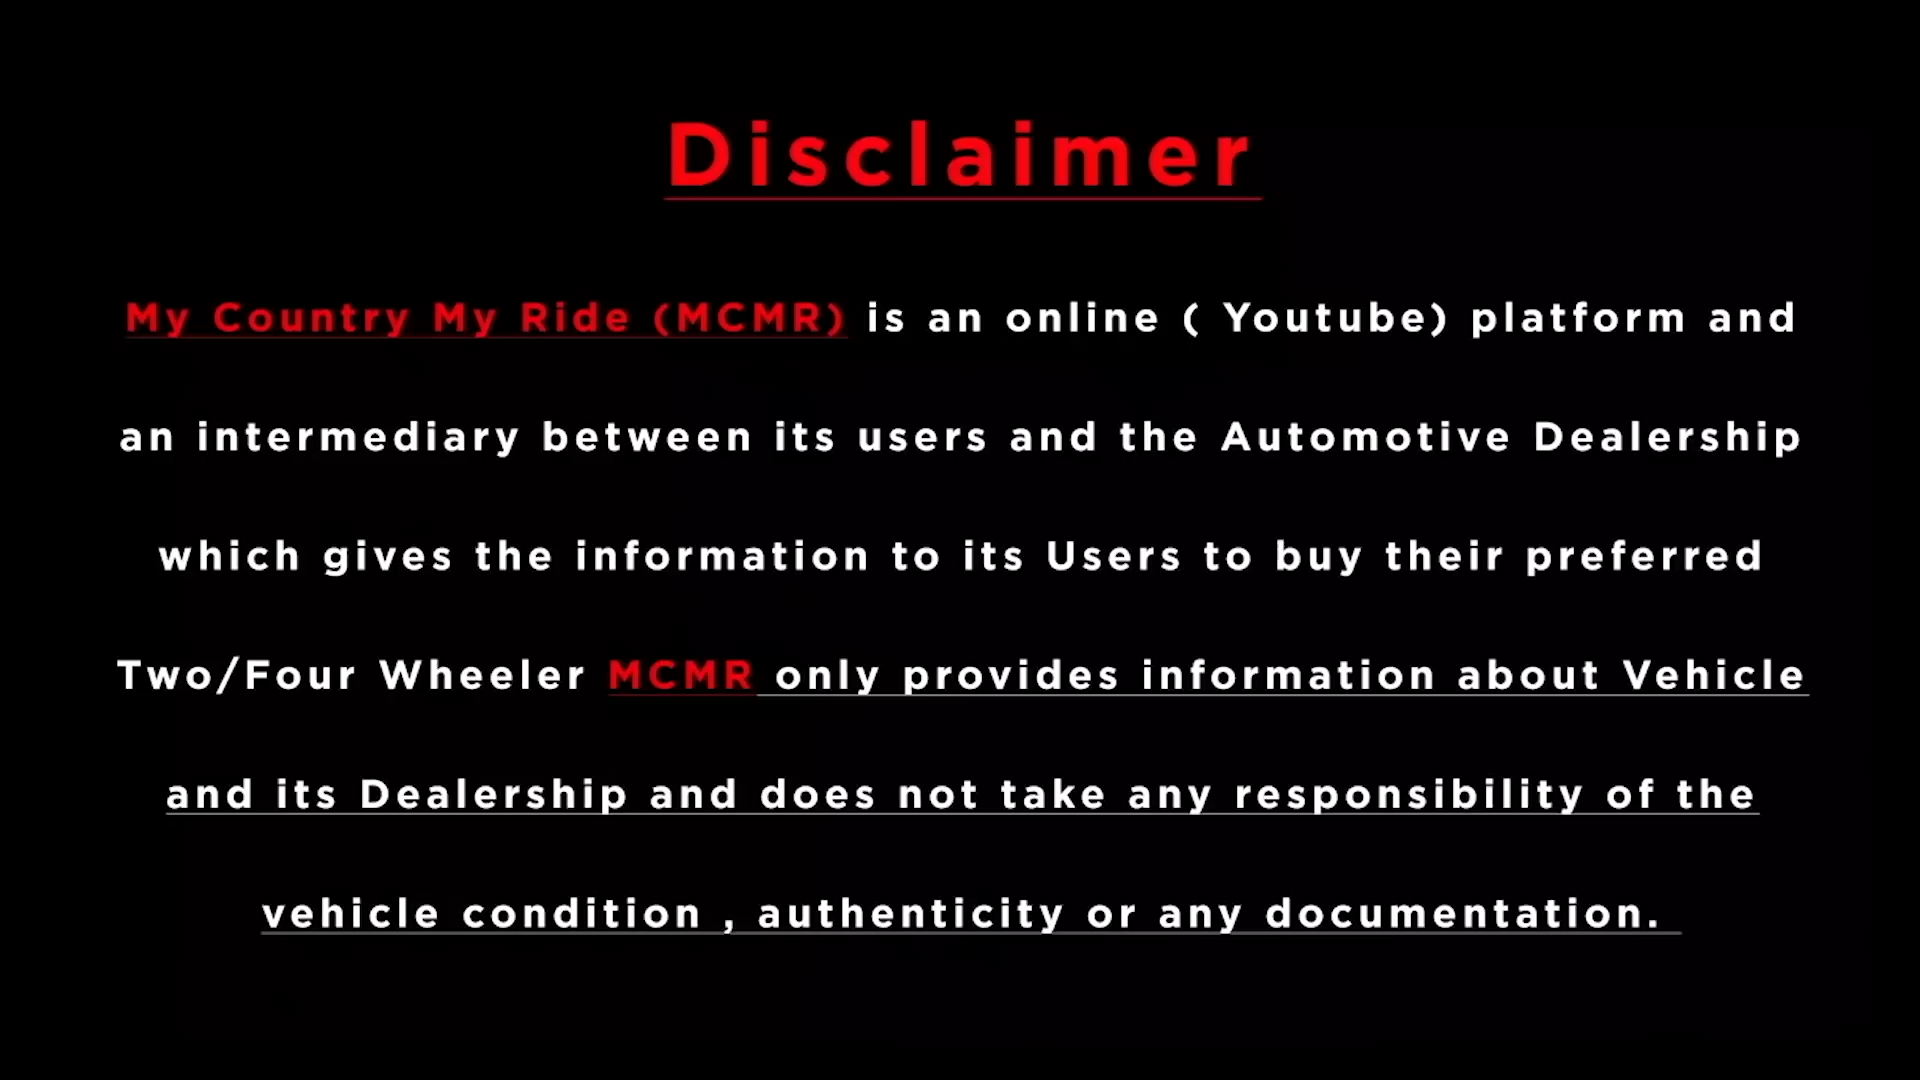 Disclaimer
My Country My Ride (MCMR) is an online ( Youtube) platform and
an intermediary between its users and the Automotive Dealership
which gives the information to its Users to buy their preferred
Two/Four Wheeler MCMR only provides information about Vehicle
and its Dealership and does not take any responsibility of the
vehicle condition , authenticity or any documentation.